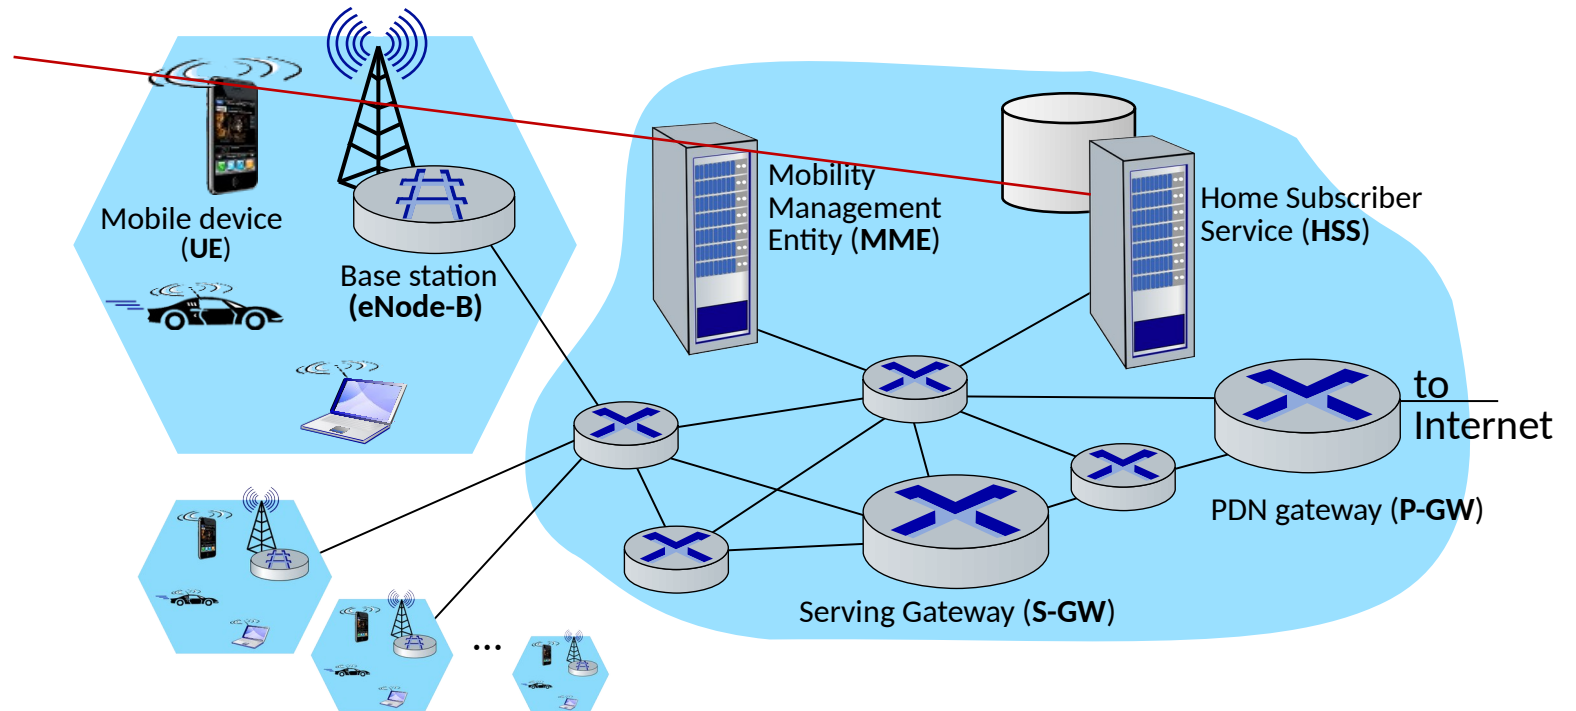 Mobile device
(UE)
Base station
(eNode-B)
Mobility
Management
Entity (MME)
Home Subscriber
Service (HSS)
to
Internet
PDN gateway (P-GW)
Serving Gateway (S-GW)
...